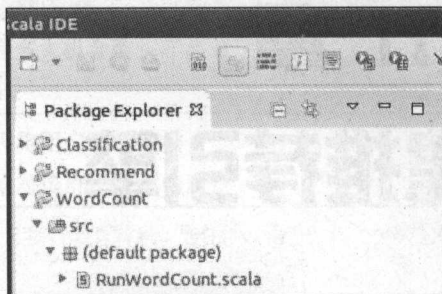 cala IDE
Package Explorer
Classification
Recommend
WordCount
src
(default package)
RunWordCount.scala